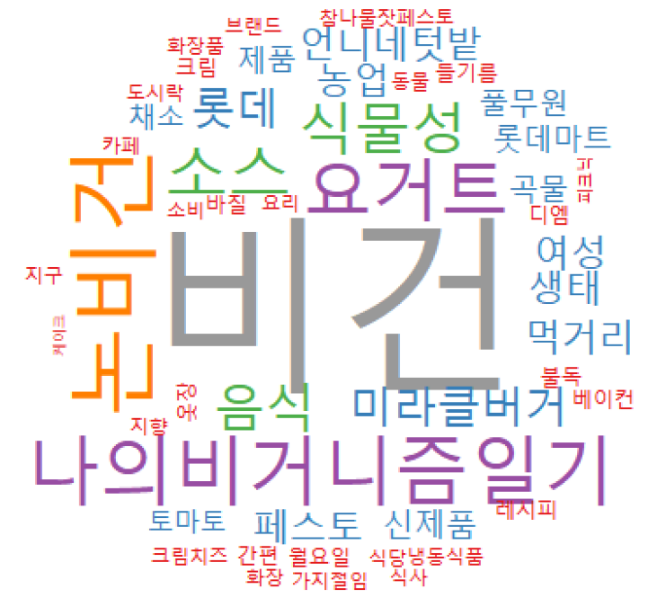 참나물잣페스토
브랜드
언니네텃밭
화장품
제품
크림
농업
동물
들기름
도시락
풀무원
채소
롯데
식물성
롯데마트
카페
소스
요거트
곡물
소비
바질
요리
디엠
논비건
비건
여성
지구
생태
케이크
먹거리
불독
옷장
음식
미라클버거
베이컨
지향
나의비거니즘일기
레시피
토마토
페스토
신제품
크림치즈
간편
월요일
식당
냉동식품
화장
가지절임
식사